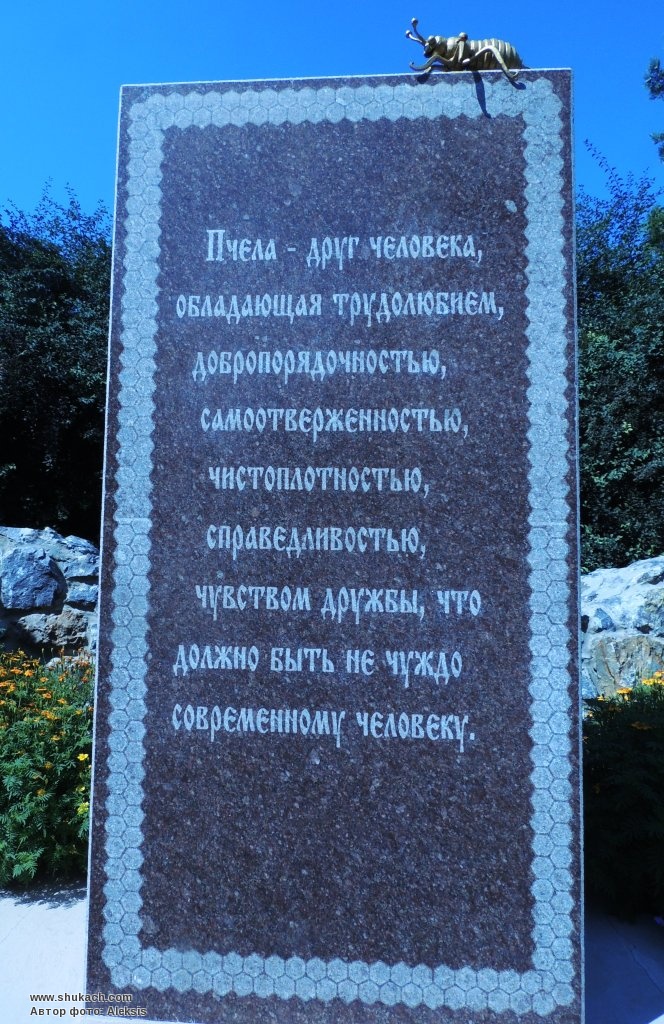 Пчела - друг человека,
обладающая трудолюбием,
добропорядочностью,
самоотверженностью,
чистоплотностью,
справедливостью,
чувством дружбы, что
должно быть не чуждо
современному человеку.
www.shukach.com
Автор фото: Aleksis